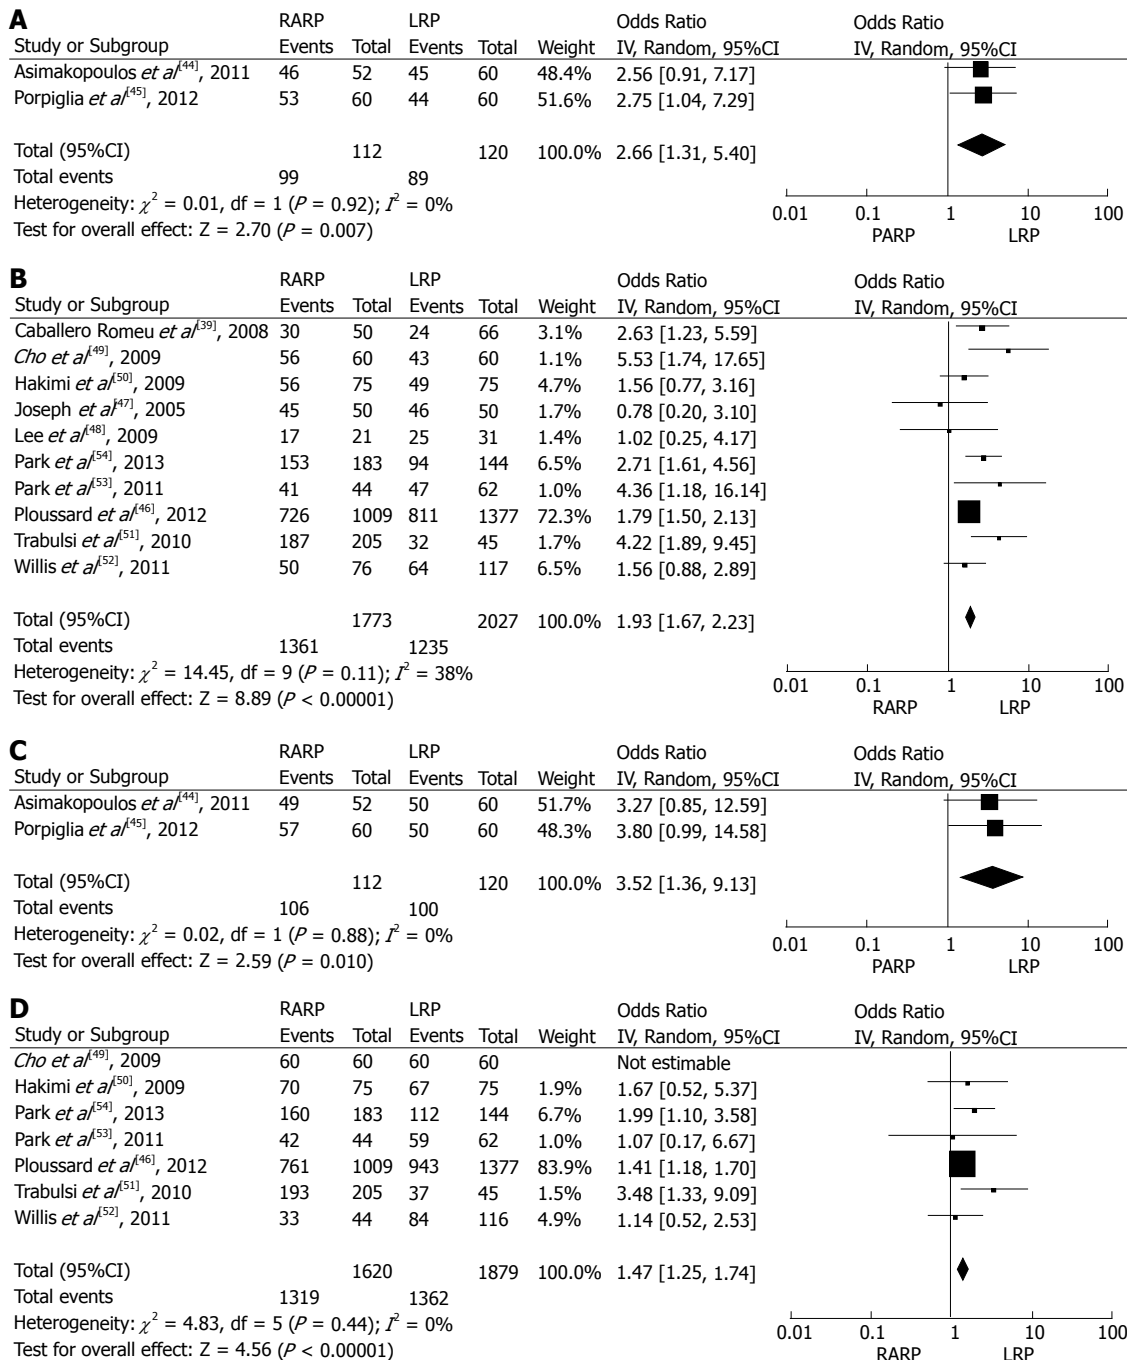 A
RARP LRP Odds Ratio Odds Ratio
Study or Subgroup Events Total Events Total Weight IV, Random, 95%CI IV, Random, 95%CI
Asimakopoulos et al[44], 2011 46 52 45 60 48.4% 2.56 [0.91, 7.17]
Porpiglia et al[45], 2012 53 60 44 60 51.6% 2.75 [1.04, 7.29]
Total (95%CI) 112 120 100.0% 2.66 [1.31, 5.40]
Total events 99 89
Heterogeneity: χ2 = 0.01, df = 1 (P = 0.92); I2 = 0%
Test for overall effect: Z = 2.70 (P = 0.007)
0.01 0.1 1 10 100
PARP LRP
B
RARP LRP Odds Ratio Odds Ratio
Study or Subgroup Events Total Events Total Weight IV, Random, 95%CI IV, Random, 95%CI
Caballero Romeu et al[39], 2008 30 50 24 66 3.1% 2.63 [1.23, 5.59]
Cho et al[49], 2009 56 60 43 60 1.1% 5.53 [1.74, 17.65]
Hakimi et al[50], 2009 56 75 49 75 4.7% 1.56 [0.77, 3.16]
Joseph et al[47], 2005 45 50 46 50 1.7% 0.78 [0.20, 3.10]
Lee et al[48], 2009 17 21 25 31 1.4% 1.02 [0.25, 4.17]
Park et al[54], 2013 153 183 94 144 6.5% 2.71 [1.61, 4.56]
Park et al[53], 2011 41 44 47 62 1.0% 4.36 [1.18, 16.14]
Ploussard et al[46], 2012 726 1009 811 1377 72.3% 1.79 [1.50, 2.13]
Trabulsi et al[51], 2010 187 205 32 45 1.7% 4.22 [1.89, 9.45]
Willis et al[52], 2011 50 76 64 117 6.5% 1.56 [0.88, 2.89]
Total (95%CI) 1773 2027 100.0% 1.93 [1.67, 2.23]
Total events 1361 1235
Heterogeneity: χ2 = 14.45, df = 9 (P = 0.11); I2 = 38%
Test for overall effect: Z = 8.89 (P < 0.00001)
0.01 0.1 1 10 100
RARP LRP
C
RARP LRP Odds Ratio Odds Ratio
Study or Subgroup Events Total Events Total Weight IV, Random, 95%CI IV, Random, 95%CI
Asimakopoulos et al[44], 2011 49 52 50 60 51.7% 3.27 [0.85, 12.59]
Porpiglia et al[45], 2012 57 60 50 60 48.3% 3.80 [0.99, 14.58]
Total (95%CI) 112 120 100.0% 3.52 [1.36, 9.13]
Total events 106 100
Heterogeneity: χ2 = 0.02, df = 1 (P = 0.88); I2 = 0%
Test for overall effect: Z = 2.59 (P = 0.010)
0.01 0.1 1 10 100
PARP LRP
D
RARP LRP Odds Ratio Odds Ratio
Study or Subgroup Events Total Events Total Weight IV, Random, 95%CI IV, Random, 95%CI
Cho et al[49], 2009 60 60 60 60 Not estimable
Hakimi et al[50], 2009 70 75 67 75 1.9% 1.67 [0.52, 5.37]
Park et al[54], 2013 160 183 112 144 6.7% 1.99 [1.10, 3.58]
Park et al[53], 2011 42 44 59 62 1.0% 1.07 [0.17, 6.67]
Ploussard et al[46], 2012 761 1009 943 1377 83.9% 1.41 [1.18, 1.70]
Trabulsi et al[51], 2010 193 205 37 45 1.5% 3.48 [1.33, 9.09]
Willis et al[52], 2011 33 44 84 116 4.9% 1.14 [0.52, 2.53]
Total (95%CI) 1620 1879 100.0% 1.47 [1.25, 1.74]
Total events 1319 1362
Heterogeneity: χ2 = 4.83, df = 5 (P = 0.44); I2 = 0%
Test for overall effect: Z = 4.56 (P < 0.00001)
0.01 0.1 1 10 100
RARP LRP